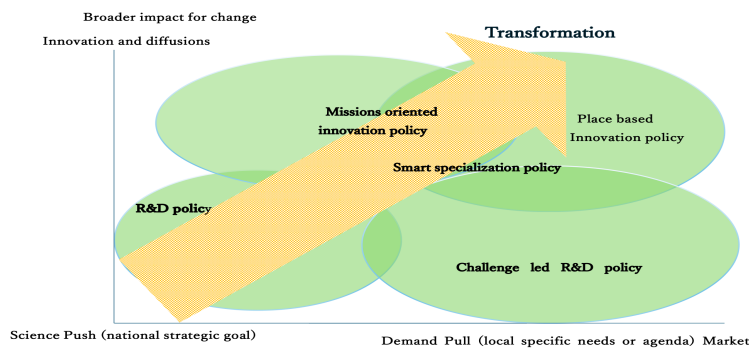 Broader impact for change
Transformation
Innovation and diffusions
Missions oriented
innovation policy
Place based
Innovation policy
Smart specialization policy
R&D policy
Challenge led R&D policy
Science Push (national strategic goal)
Demand Pull (local specific needs or agenda) Market